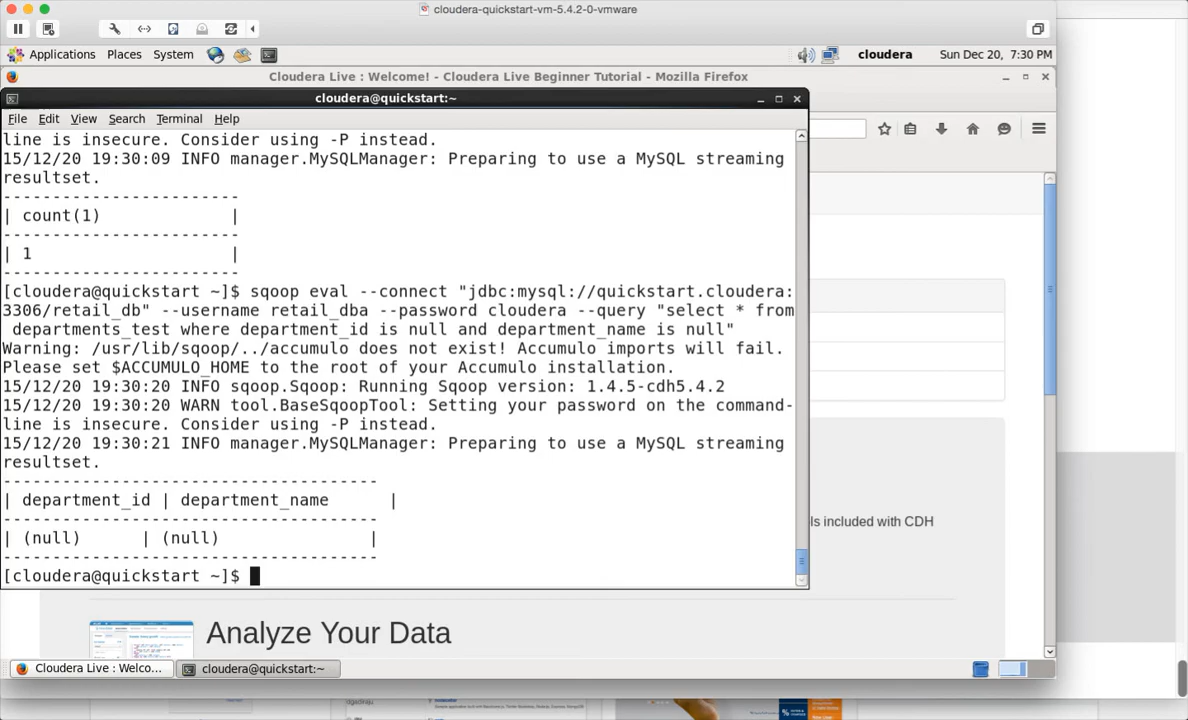 cloudera-quickstart-vm-5.4.2-0-vmware
Applications Places System cloudera Sun Dec 20, 7:30 PM
Cloudera Live : Welcome! - Cloudera Live Beginner Tutorial - Mozilla Firefox
cloudera@quickstart:~
File Edit View Search Terminal Help
line is insecure. Consider using -P instead.
15/12/20 19:30:09 INFO manager.MySQLManager: Preparing to use a MySQL streaming
resultset.
------------------------
| count(1)             |
------------------------
| 1                    |
------------------------
[cloudera@quickstart ~]$ sqoop eval --connect "jdbc:mysql://quickstart.cloudera:
3306/retail_db" --username retail_dba --password cloudera --query "select * from
departments_test where department_id is null and department_name is null"
Warning: /usr/lib/sqoop/../accumulo does not exist! Accumulo imports will fail.
Please set $ACCUMULO_HOME to the root of your Accumulo installation.
15/12/20 19:30:20 INFO sqoop.Sqoop: Running Sqoop version: 1.4.5-cdh5.4.2
15/12/20 19:30:20 WARN tool.BaseSqoopTool: Setting your password on the command-
line is insecure. Consider using -P instead.
15/12/20 19:30:21 INFO manager.MySQLManager: Preparing to use a MySQL streaming
resultset.
--------------------------------------
| department_id | department_name      |
--------------------------------------
| (null)      | (null)               |
--------------------------------------
[cloudera@quickstart ~]$
ls included with CDH
Analyze Your Data
Cloudera Live : Welco... cloudera@quickstart:~